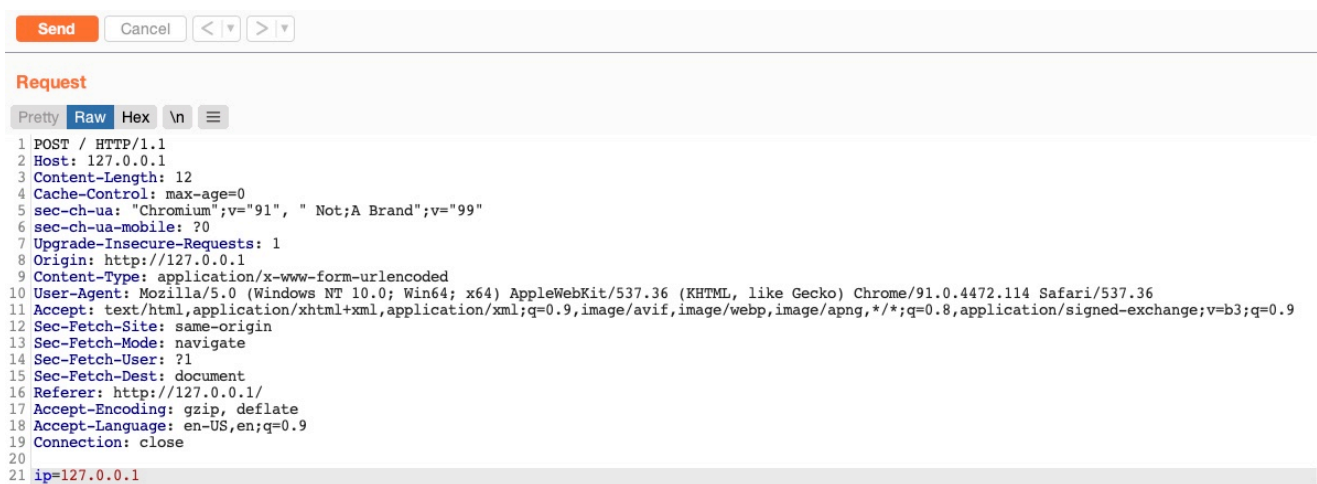 Send Cancel < ▼ > ▼
Request
Pretty Raw Hex \n ≡
1 POST / HTTP/1.1
2 Host: 127.0.0.1
3 Content-Length: 12
4 Cache-Control: max-age=0
5 sec-ch-ua: "Chromium";v="91", " Not;A Brand";v="99"
6 sec-ch-ua-mobile: ?0
7 Upgrade-Insecure-Requests: 1
8 Origin: http://127.0.0.1
9 Content-Type: application/x-www-form-urlencoded
10 User-Agent: Mozilla/5.0 (Windows NT 10.0; Win64; x64) AppleWebKit/537.36 (KHTML, like Gecko) Chrome/91.0.4472.114 Safari/537.36
11 Accept: text/html,application/xhtml+xml,application/xml;q=0.9,image/avif,image/webp,image/apng,*/*;q=0.8,application/signed-exchange;v=b3;q=0.9
12 Sec-Fetch-Site: same-origin
13 Sec-Fetch-Mode: navigate
14 Sec-Fetch-User: ?1
15 Sec-Fetch-Dest: document
16 Referer: http://127.0.0.1/
17 Accept-Encoding: gzip, deflate
18 Accept-Language: en-US,en;q=0.9
19 Connection: close
20
21 ip=127.0.0.1